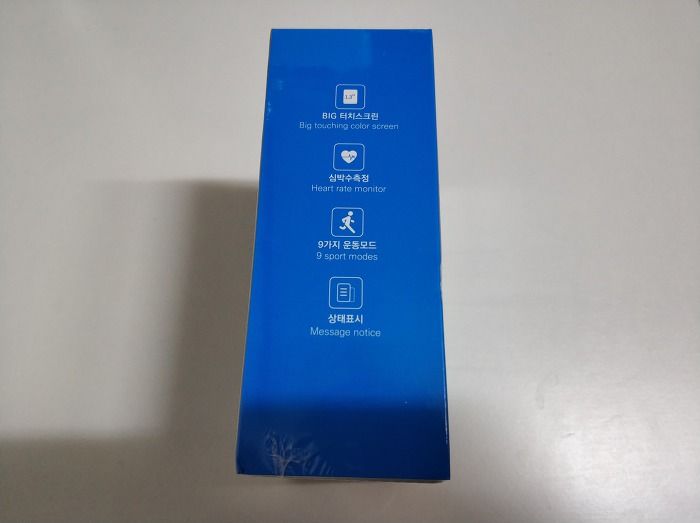 1.3"
BIG 터치스크린
Big touching color screen
심박수측정
Heart rate monitor
9가지 운동모드
9 sport modes
상태표시
Message notice